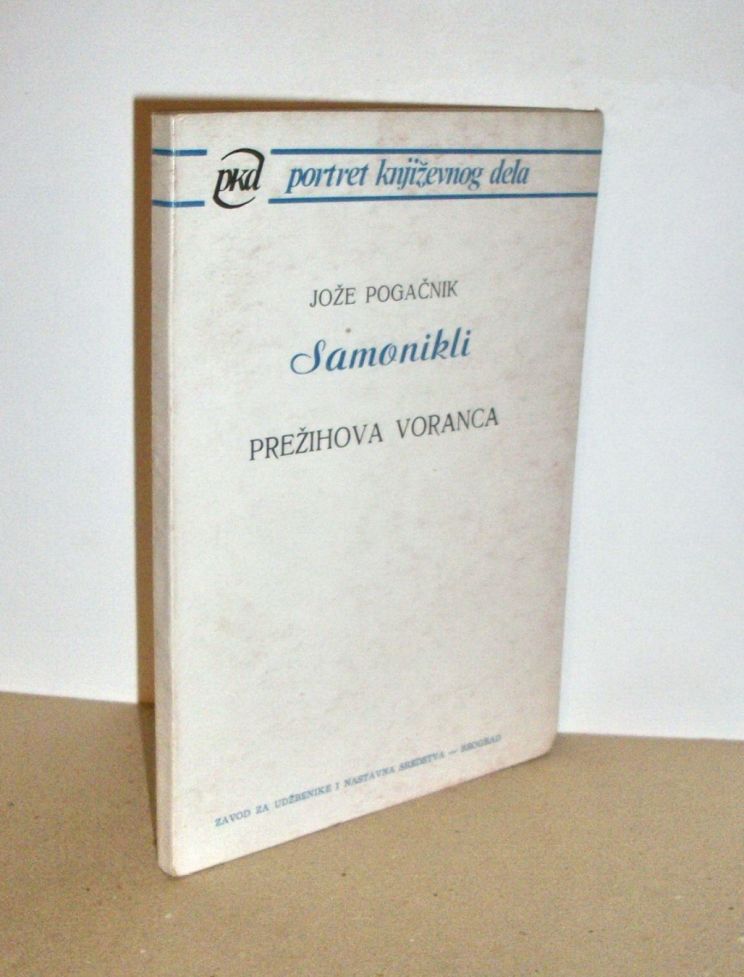 pkd portret književnog dela
JOŽE POGAČNIK
Samonikli
PREŽIHOVA VORANCA
ZAVOD ZA UDŽBENIKE I NASTAVNA SREDSTVA — BEOGRAD